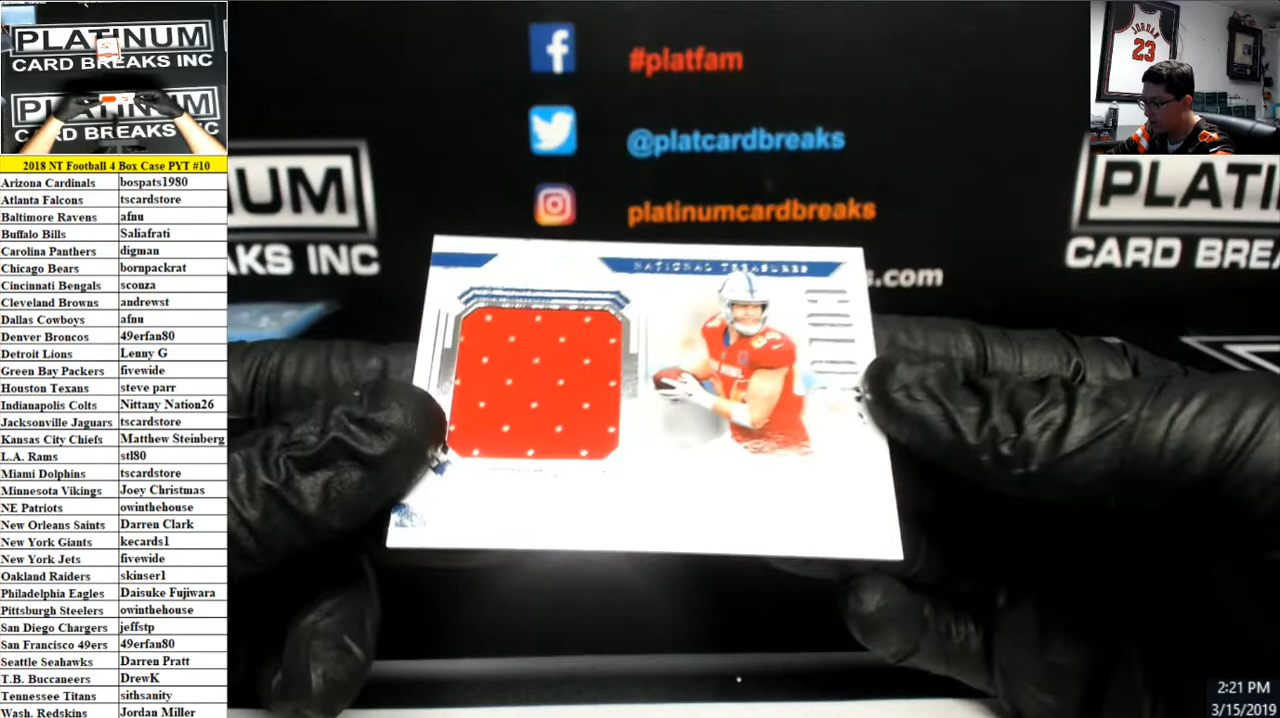 PLATINUM
CARD BREAKS INC
PLATINUM
CARD BREAKS INC
2018 NT Football 4 Box Case PYT #10
Arizona Cardinals bospats1980
Atlanta Falcons tscardstore
Baltimore Ravens afnu
Buffalo Bills Saliafrati
Carolina Panthers digman
Chicago Bears bornpackrat
Cincinnati Bengals sconza
Cleveland Browns andrewst
Dallas Cowboys afnu
Denver Broncos 49erfan80
Detroit Lions Lenny G
Green Bay Packers fivewide
Houston Texans steve parr
Indianapolis Colts Nittany Nation26
Jacksonville Jaguars tscardstore
Kansas City Chiefs Matthew Steinberg
L.A. Rams stl80
Miami Dolphins tscardstore
Minnesota Vikings Joey Christmas
NE Patriots owinthehouse
New Orleans Saints Darren Clark
New York Giants kecards1
New York Jets fivewide
Oakland Raiders skinser1
Philadelphia Eagles Daisuke Fujiwara
Pittsburgh Steelers owinthehouse
San Diego Chargers jeffstp
San Francisco 49ers 49erfan80
Seattle Seahawks Darren Pratt
T.B. Buccaneers DrewK
Tennessee Titans sithsanity
Wash. Redskins Jordan Miller
#platfam
@platcardbreaks
platinumcardbreaks
s.com
NUM
KS INC
NATIONAL TREASURES
PLATI
CARD BREA
JORDAN
23
2:21 PM
3/15/2019